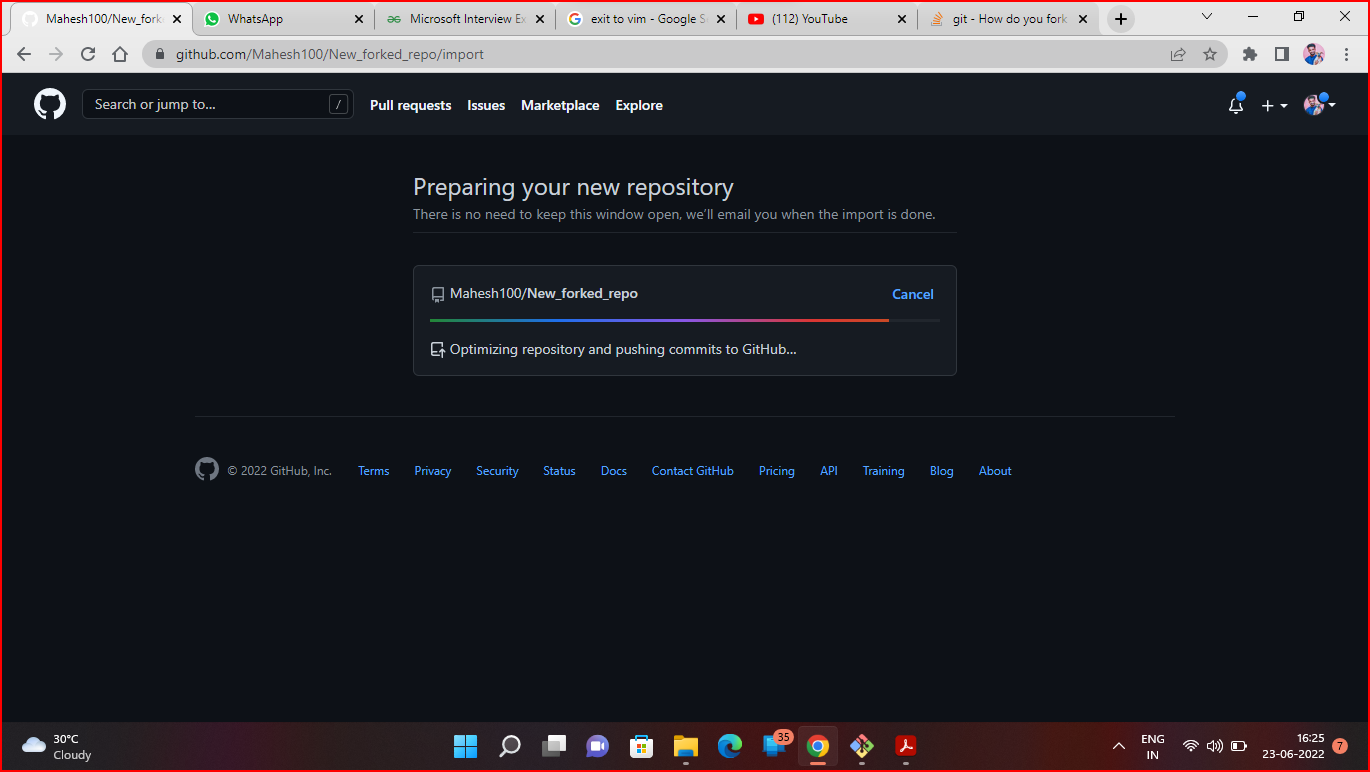 Mahesh100/New_fork
WhatsApp
Microsoft Interview Ex
exit to vim - Google S
(112) YouTube
git - How do you fork
github.com/Mahesh100/New_forked_repo/import
Search or jump to...
/
Pull requests
Issues
Marketplace
Explore
Preparing your new repository
There is no need to keep this window open, we'll email you when the import is done.
Mahesh100/New_forked_repo
Cancel
Optimizing repository and pushing commits to GitHub...
© 2022 GitHub, Inc.
Terms
Privacy
Security
Status
Docs
Contact GitHub
Pricing
API
Training
Blog
About
30°C
Cloudy
35
ENG
IN
16:25
23-06-2022
7